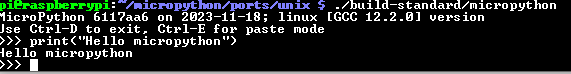 pi@raspberrypi:~/micropython/ports/unix $ ./build-standard/micropython
MicroPython 6117aa6 on 2023-11-18; linux [GCC 12.2.0] version
Use Ctrl-D to exit, Ctrl-E for paste mode
>>> print("Hello micropython")
Hello micropython
>>>